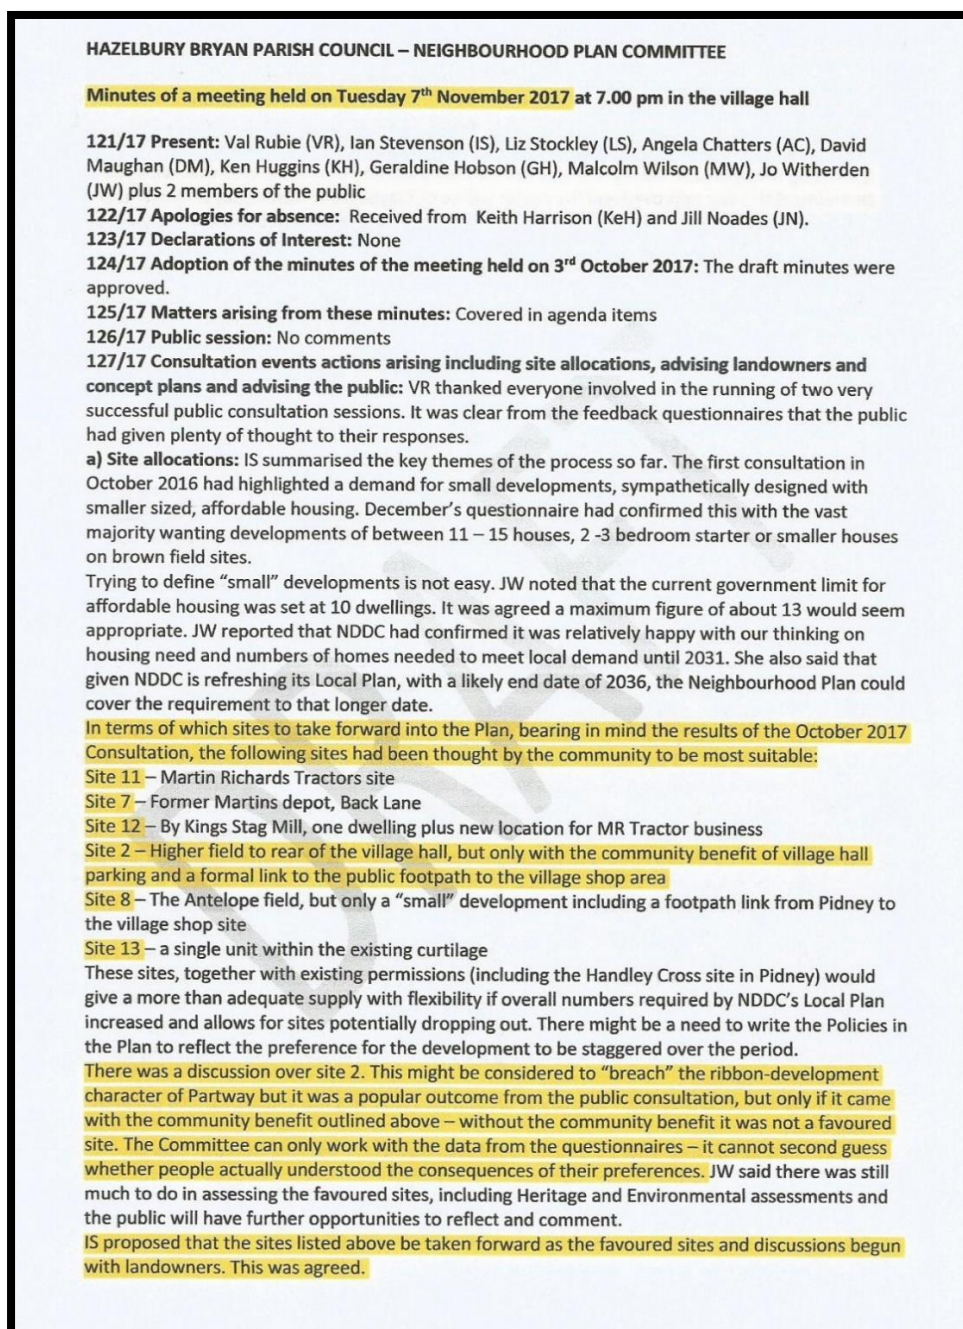 HAZELBURY BRYAN PARISH COUNCIL – NEIGHBOURHOOD PLAN COMMITTEE
Minutes of a meeting held on Tuesday 7th November 2017 at 7.00 pm in the village hall
121/17 Present: Val Rubie (VR), Ian Stevenson (IS), Liz Stockley (LS), Angela Chatters (AC), David
Maughan (DM), Ken Huggins (KH), Geraldine Hobson (GH), Malcolm Wilson (MW), Jo Witherden
(JW) plus 2 members of the public
122/17 Apologies for absence: Received from Keith Harrison (KeH) and Jill Noades (JN).
123/17 Declarations of Interest: None
124/17 Adoption of the minutes of the meeting held on 3rd October 2017: The draft minutes were
approved.
125/17 Matters arising from these minutes: Covered in agenda items
126/17 Public session: No comments
127/17 Consultation events actions arising including site allocations, advising landowners and
concept plans and advising the public: VR thanked everyone involved in the running of two very
successful public consultation sessions. It was clear from the feedback questionnaires that the public
had given plenty of thought to their responses.
a) Site allocations: IS summarised the key themes of the process so far. The first consultation in
October 2016 had highlighted a demand for small developments, sympathetically designed with
smaller sized, affordable housing. December's questionnaire had confirmed this with the vast
majority wanting developments of between 11 – 15 houses, 2 -3 bedroom starter or smaller houses
on brown field sites.
Trying to define "small" developments is not easy. JW noted that the current government limit for
affordable housing was set at 10 dwellings. It was agreed a maximum figure of about 13 would seem
appropriate. JW reported that NDDC had confirmed it was relatively happy with our thinking on
housing need and numbers of homes needed to meet local demand until 2031. She also said that
given NDDC is refreshing its Local Plan, with a likely end date of 2036, the Neighbourhood Plan could
cover the requirement to that longer date.
In terms of which sites to take forward into the Plan, bearing in mind the results of the October 2017
Consultation, the following sites had been thought by the community to be most suitable:
Site 11 – Martin Richards Tractors site
Site 7 – Former Martins depot, Back Lane
Site 12 – By Kings Stag Mill, one dwelling plus new location for MR Tractor business
Site 2 – Higher field to rear of the village hall, but only with the community benefit of village hall
parking and a formal link to the public footpath to the village shop area
Site 8 – The Antelope field, but only a "small" development including a footpath link from Pidney to
the village shop site
Site 13 – a single unit within the existing curtilage
These sites, together with existing permissions (including the Handley Cross site in Pidney) would
give a more than adequate supply with flexibility if overall numbers required by NDDC's Local Plan
increased and allows for sites potentially dropping out. There might be a need to write the Policies in
the Plan to reflect the preference for the development to be staggered over the period.
There was a discussion over site 2. This might be considered to "breach" the ribbon-development
character of Partway but it was a popular outcome from the public consultation, but only if it came
with the community benefit outlined above – without the community benefit it was not a favoured
site. The Committee can only work with the data from the questionnaires – it cannot second guess
whether people actually understood the consequences of their preferences. JW said there was still
much to do in assessing the favoured sites, including Heritage and Environmental assessments and
the public will have further opportunities to reflect and comment.
IS proposed that the sites listed above be taken forward as the favoured sites and discussions begun
with landowners. This was agreed.
DRAFT